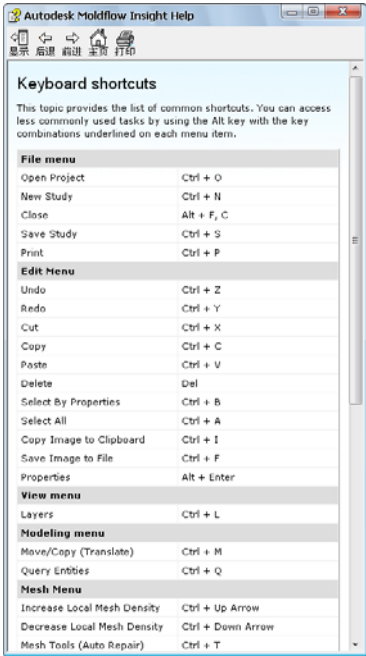 Autodesk Moldflow Insight Help
显示 后退 前进 主页 打印
Keyboard shortcuts
This topic provides the list of common shortcuts. You can access
less commonly used tasks by using the Alt key with the key
combinations underlined on each menu item.
File menu
Open Project Ctrl + O
New Study Ctrl + N
Close Alt + F, C
Save Study Ctrl + S
Print Ctrl + P
Edit Menu
Undo Ctrl + Z
Redo Ctrl + Y
Cut Ctrl + X
Copy Ctrl + C
Paste Ctrl + V
Delete Del
Select By Properties Ctrl + B
Select All Ctrl + A
Copy Image to Clipboard Ctrl + I
Save Image to File Ctrl + F
Properties Alt + Enter
View menu
Layers Ctrl + L
Modeling menu
Move/Copy (Translate) Ctrl + M
Query Entities Ctrl + Q
Mesh Menu
Increase Local Mesh Density Ctrl + Up Arrow
Decrease Local Mesh Density Ctrl + Down Arrow
Mesh Tools (Auto Repair) Ctrl + T